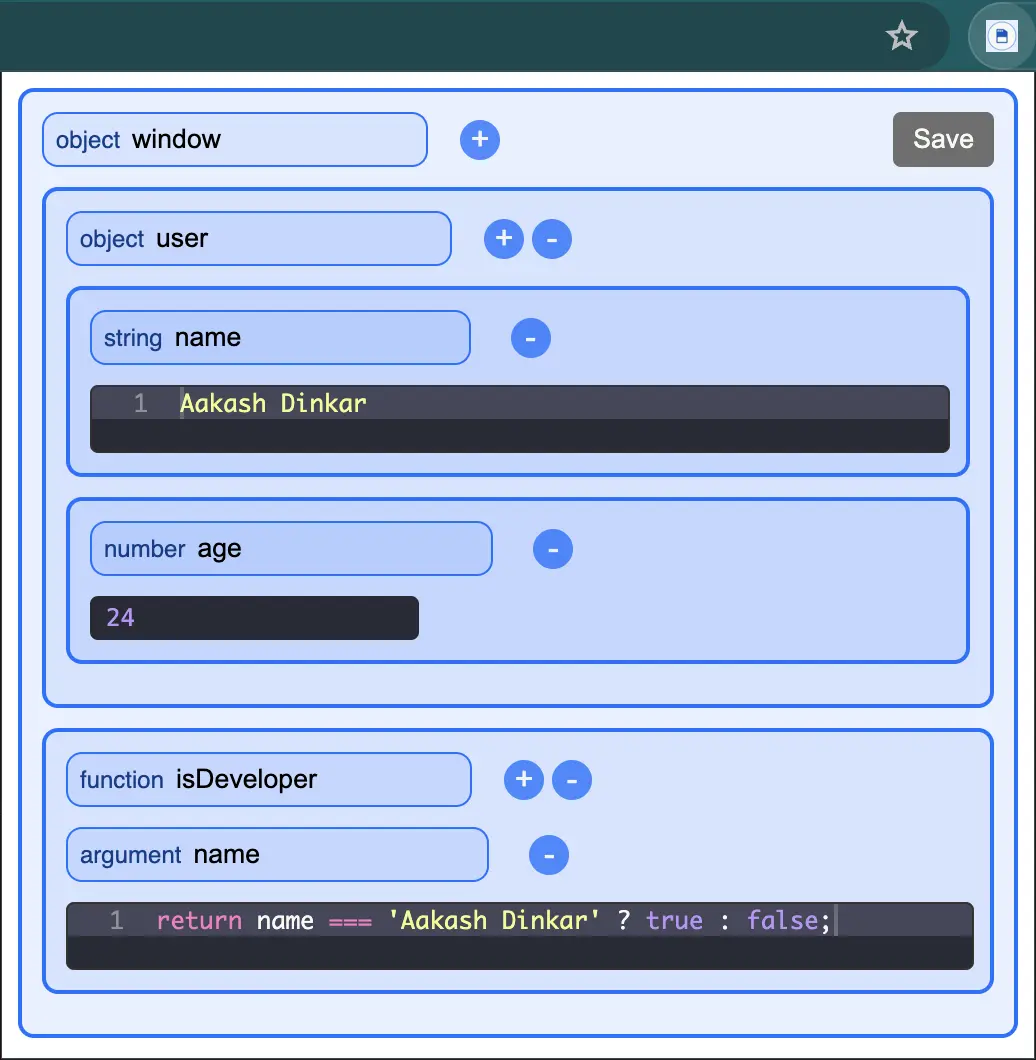 object window + Save
object user + -
string name -
1 Aakash Dinkar
number age -
24
function isDeveloper + -
argument name -
1 return name === 'Aakash Dinkar' ? true : false;